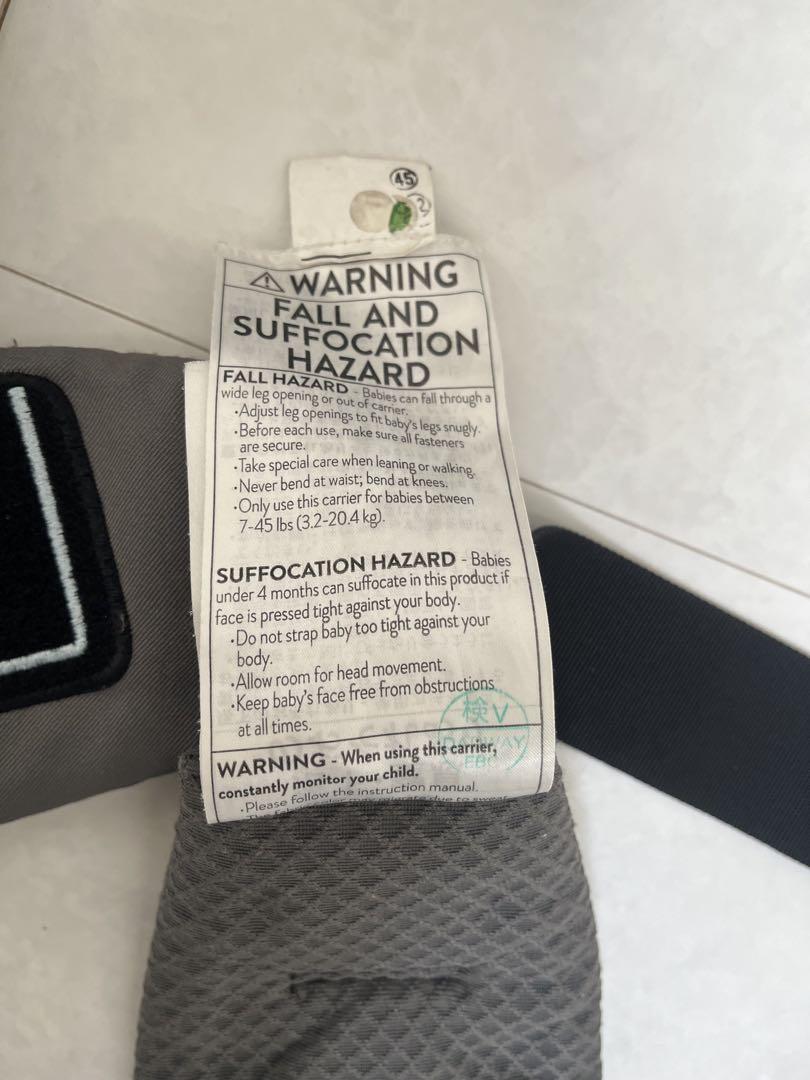 45
2
WARNING
FALL AND
SUFFOCATION
HAZARD
FALL HAZARD - Babies can fall through a
wide leg opening or out of carrier.
·Adjust leg openings to fit baby's legs snugly.
·Before each use, make sure all fasteners
are secure.
·Take special care when leaning or walking.
·Never bend at waist; bend at knees.
·Only use this carrier for babies between
7-45 lbs (3.2-20.4 kg).
SUFFOCATION HAZARD - Babies
under 4 months can suffocate in this product if
face is pressed tight against your body.
·Do not strap baby too tight against your
body.
·Allow room for head movement.
·Keep baby's face free from obstructions
at all times.
検 V
EBC
WARNING - When using this carrier,
constantly monitor your child.
·Please follow the instruction manual.